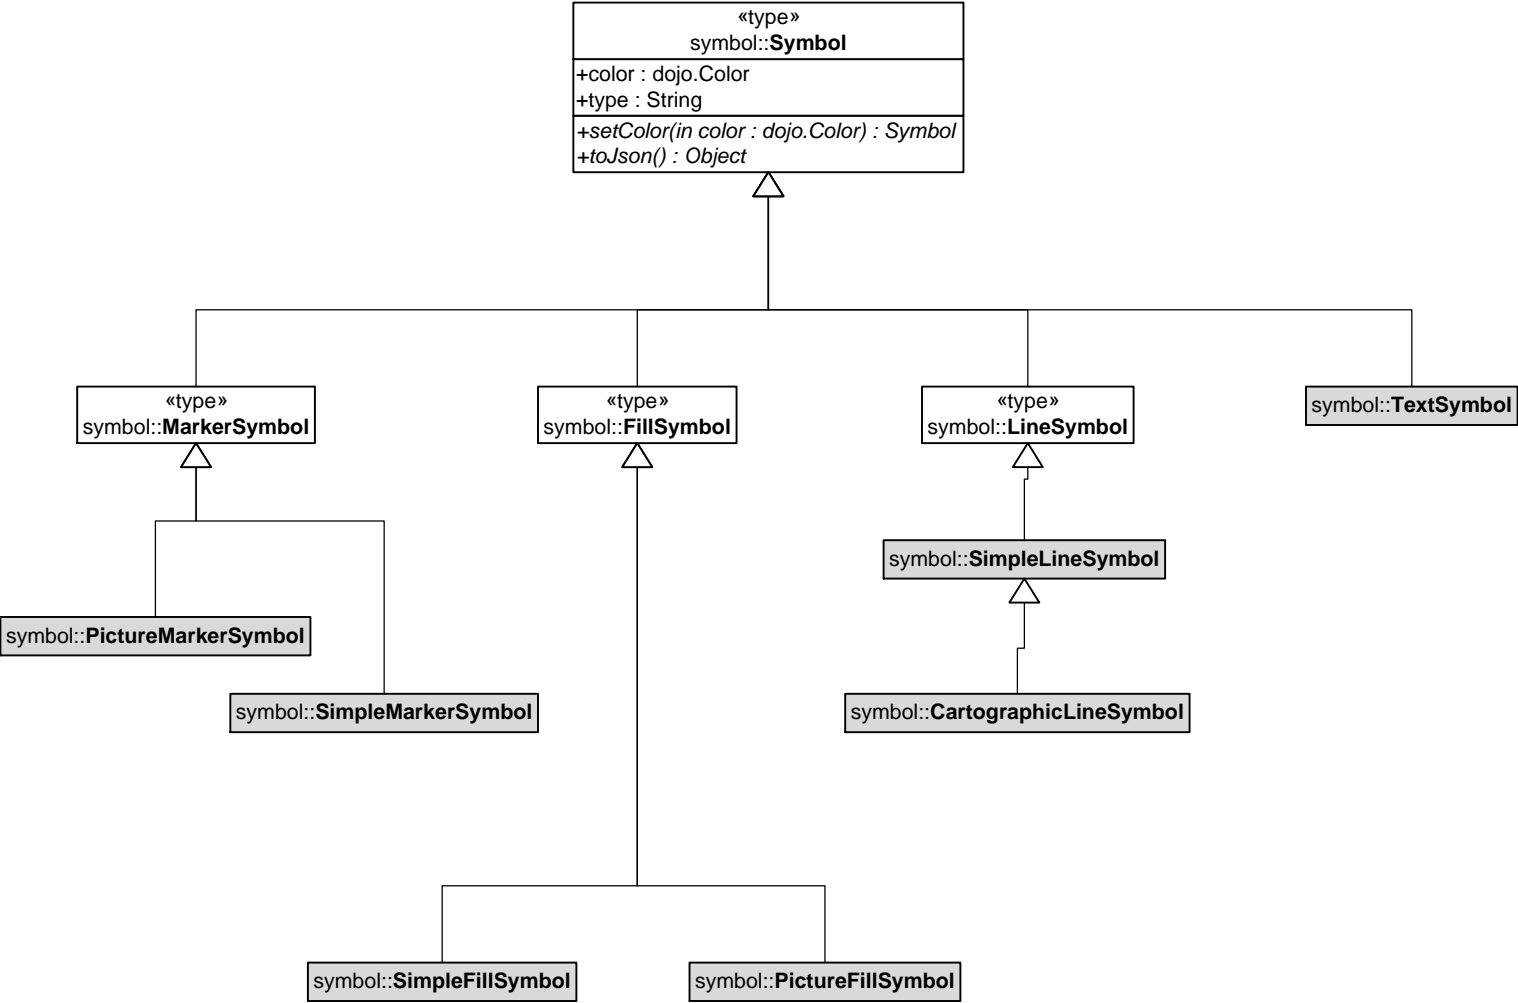 «type»
symbol::Symbol
+color : dojo.Color
+type : String
+setColor(in color : dojo.Color) : Symbol
+toJson() : Object
«type»
symbol::MarkerSymbol
«type»
symbol::FillSymbol
«type»
symbol::LineSymbol
symbol::TextSymbol
symbol::SimpleLineSymbol
symbol::PictureMarkerSymbol
symbol::SimpleMarkerSymbol
symbol::CartographicLineSymbol
symbol::SimpleFillSymbol
symbol::PictureFillSymbol